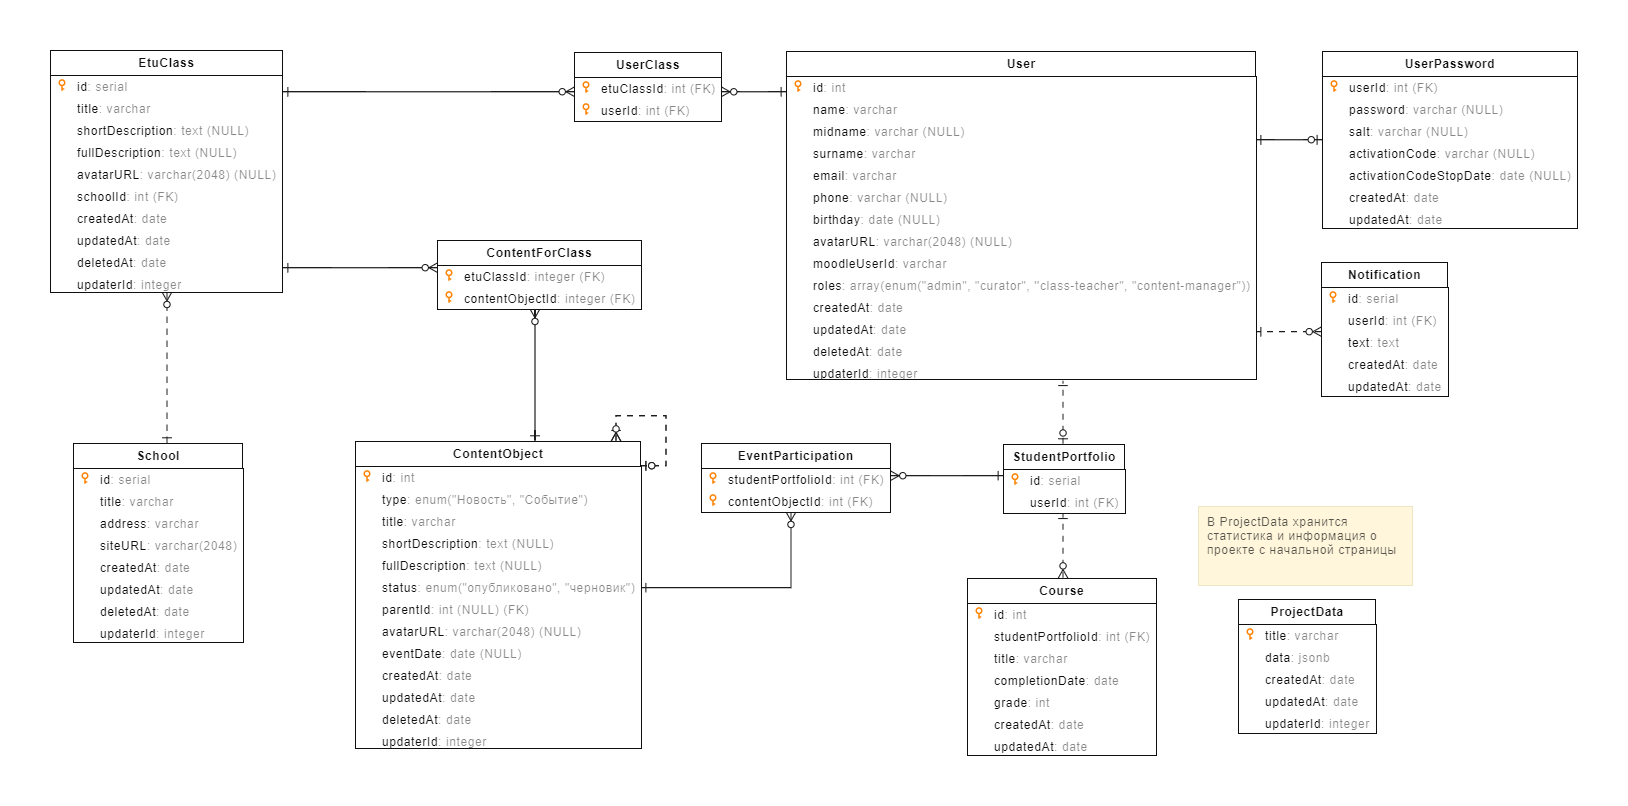 EtuClass
id: serial
title: varchar
shortDescription: text (NULL)
fullDescription: text (NULL)
avatarURL: varchar(2048) (NULL)
schoolId: int (FK)
createdAt: date
updatedAt: date
deletedAt: date
updaterId: integer
UserClass
etuClassId: int (FK)
userId: int (FK)
User
id: int
name: varchar
midname: varchar (NULL)
surname: varchar
email: varchar
phone: varchar (NULL)
birthday: date (NULL)
avatarURL: varchar(2048) (NULL)
moodleUserId: varchar
roles: array(enum("admin", "curator", "class-teacher", "content-manager"))
createdAt: date
updatedAt: date
deletedAt: date
updaterId: integer
UserPassword
userId: int (FK)
password: varchar (NULL)
salt: varchar (NULL)
activationCode: varchar (NULL)
activationCodeStopDate: date (NULL)
createdAt: date
updatedAt: date
ContentForClass
etuClassId: integer (FK)
contentObjectId: integer (FK)
Notification
id: serial
userId: int (FK)
text: text
createdAt: date
updatedAt: date
School
id: serial
title: varchar
address: varchar
siteURL: varchar(2048)
createdAt: date
updatedAt: date
deletedAt: date
updaterId: integer
ContentObject
id: int
type: enum("Новость", "Событие")
title: varchar
shortDescription: text (NULL)
fullDescription: text (NULL)
status: enum("опубликовано", "черновик")
parentId: int (NULL) (FK)
avatarURL: varchar(2048) (NULL)
eventDate: date (NULL)
createdAt: date
updatedAt: date
deletedAt: date
updaterId: integer
EventParticipation
studentPortfolioId: int (FK)
contentObjectId: int (FK)
StudentPortfolio
id: serial
userId: int (FK)
Course
id: int
studentPortfolioId: int (FK)
title: varchar
completionDate: date
grade: int
createdAt: date
updatedAt: date
В ProjectData хранится
статистика и информация о
проекте с начальной страницы
ProjectData
title: varchar
data: jsonb
createdAt: date
updatedAt: date
updaterId: integer